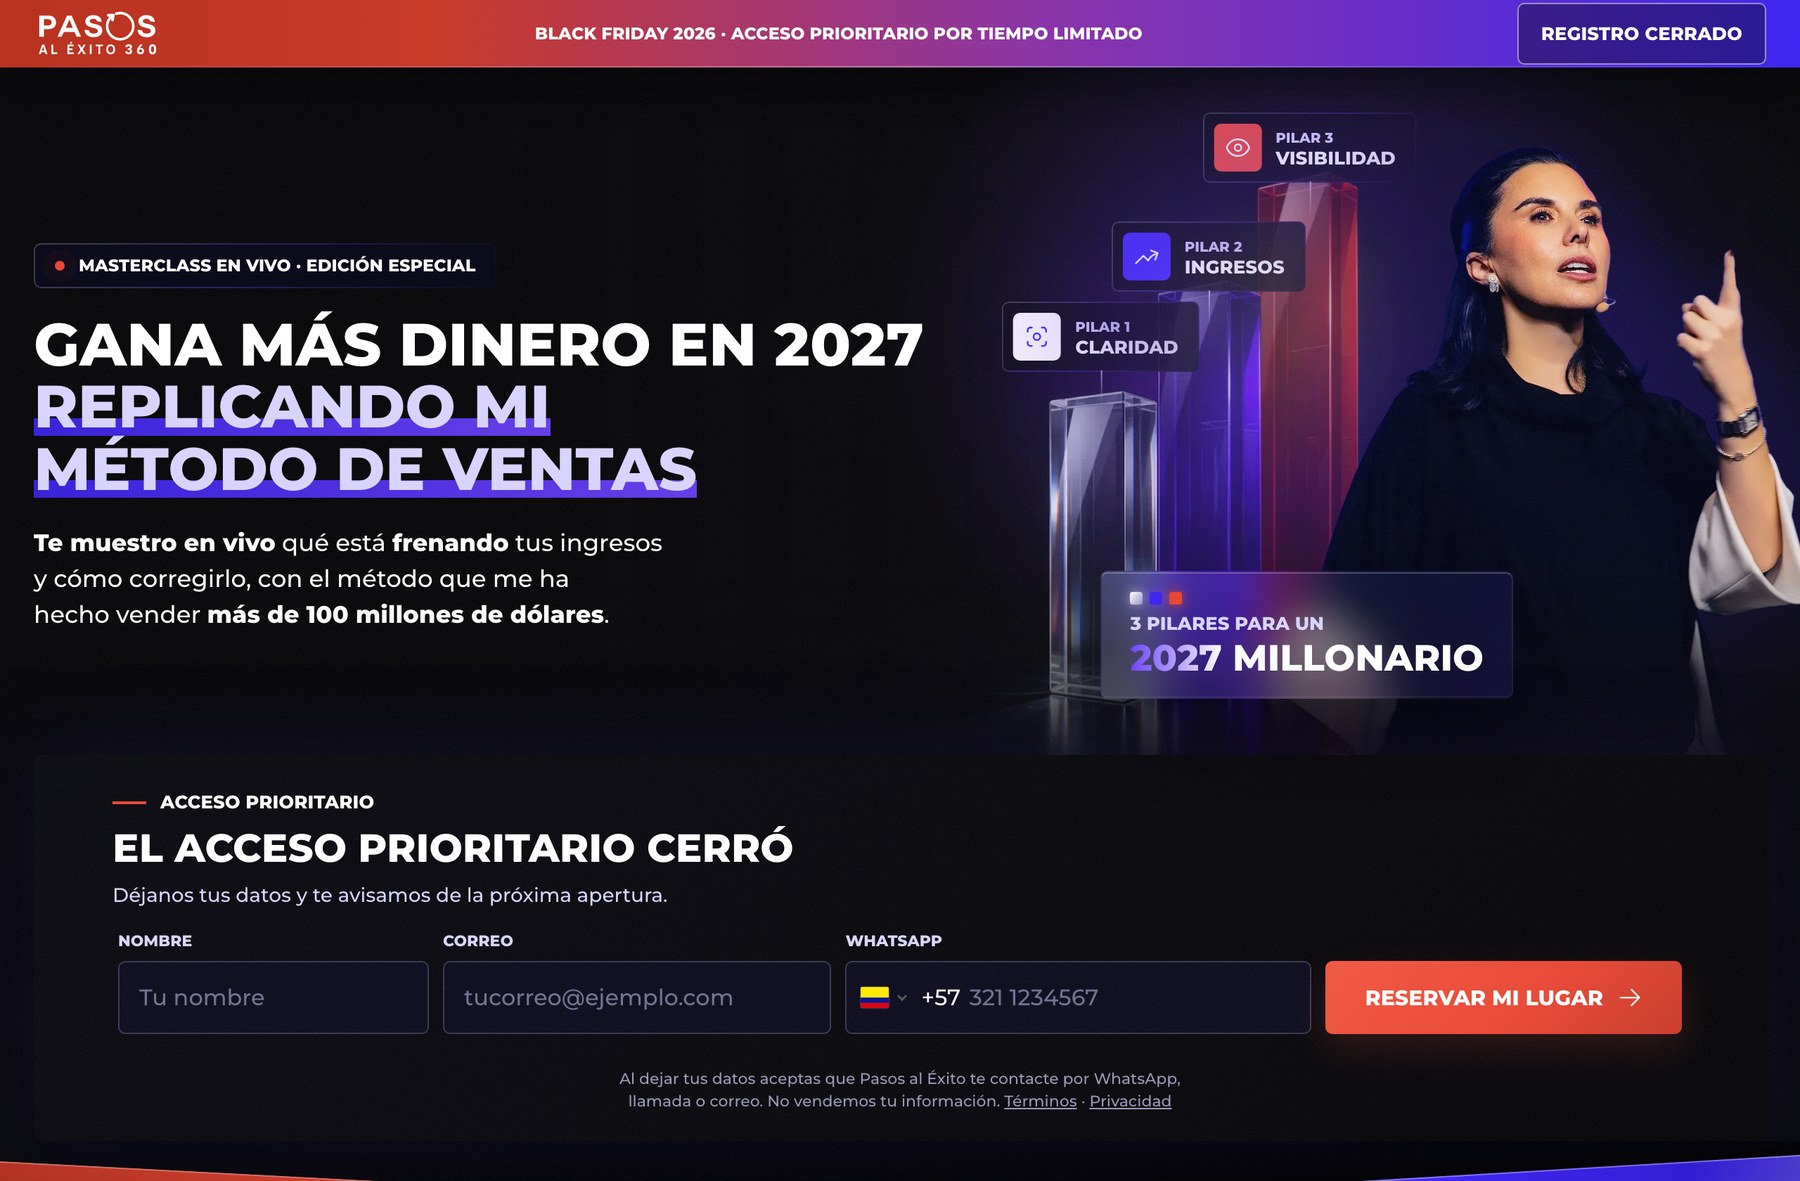 PASOS
AL ÉXITO 360
BLACK FRIDAY 2026 · ACCESO PRIORITARIO POR TIEMPO LIMITADO
REGISTRO CERRADO
MASTERCLASS EN VIVO · EDICIÓN ESPECIAL
GANA MÁS DINERO EN 2027
REPLICANDO MI
MÉTODO DE VENTAS
Te muestro en vivo qué está frenando tus ingresos
y cómo corregirlo, con el método que me ha
hecho vender más de 100 millones de dólares.
PILAR 3
VISIBILIDAD
PILAR 2
INGRESOS
PILAR 1
CLARIDAD
3 PILARES PARA UN
2027 MILLONARIO
ACCESO PRIORITARIO
EL ACCESO PRIORITARIO CERRÓ
Déjanos tus datos y te avisamos de la próxima apertura.
NOMBRE
Tu nombre
CORREO
tucorreo@ejemplo.com
WHATSAPP
+57 321 1234567
RESERVAR MI LUGAR
Al dejar tus datos aceptas que Pasos al Éxito te contacte por WhatsApp,
llamada o correo. No vendemos tu información. Términos · Privacidad